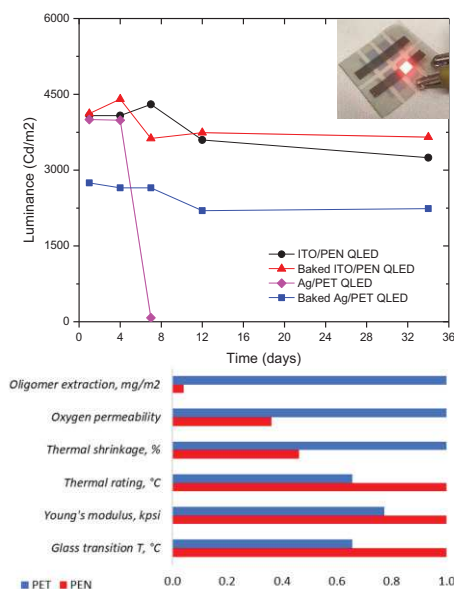 6000
4500
3000
1500
0
Luminance (Cd/m2)
ITO/PEN QLED
Baked ITO/PEN QLED
Ag/PET QLED
Baked Ag/PET QLED
0 4 8 12 16 20 24 28 32 36
Time (days)
Oligomer extraction, mg/m2
Oxygen permeability
Thermal shrinkage, %
Thermal rating, °C
Young's modulus, kpsi
Glass transition T, °C
PET PEN
0.0 0.2 0.4 0.6 0.8 1.0